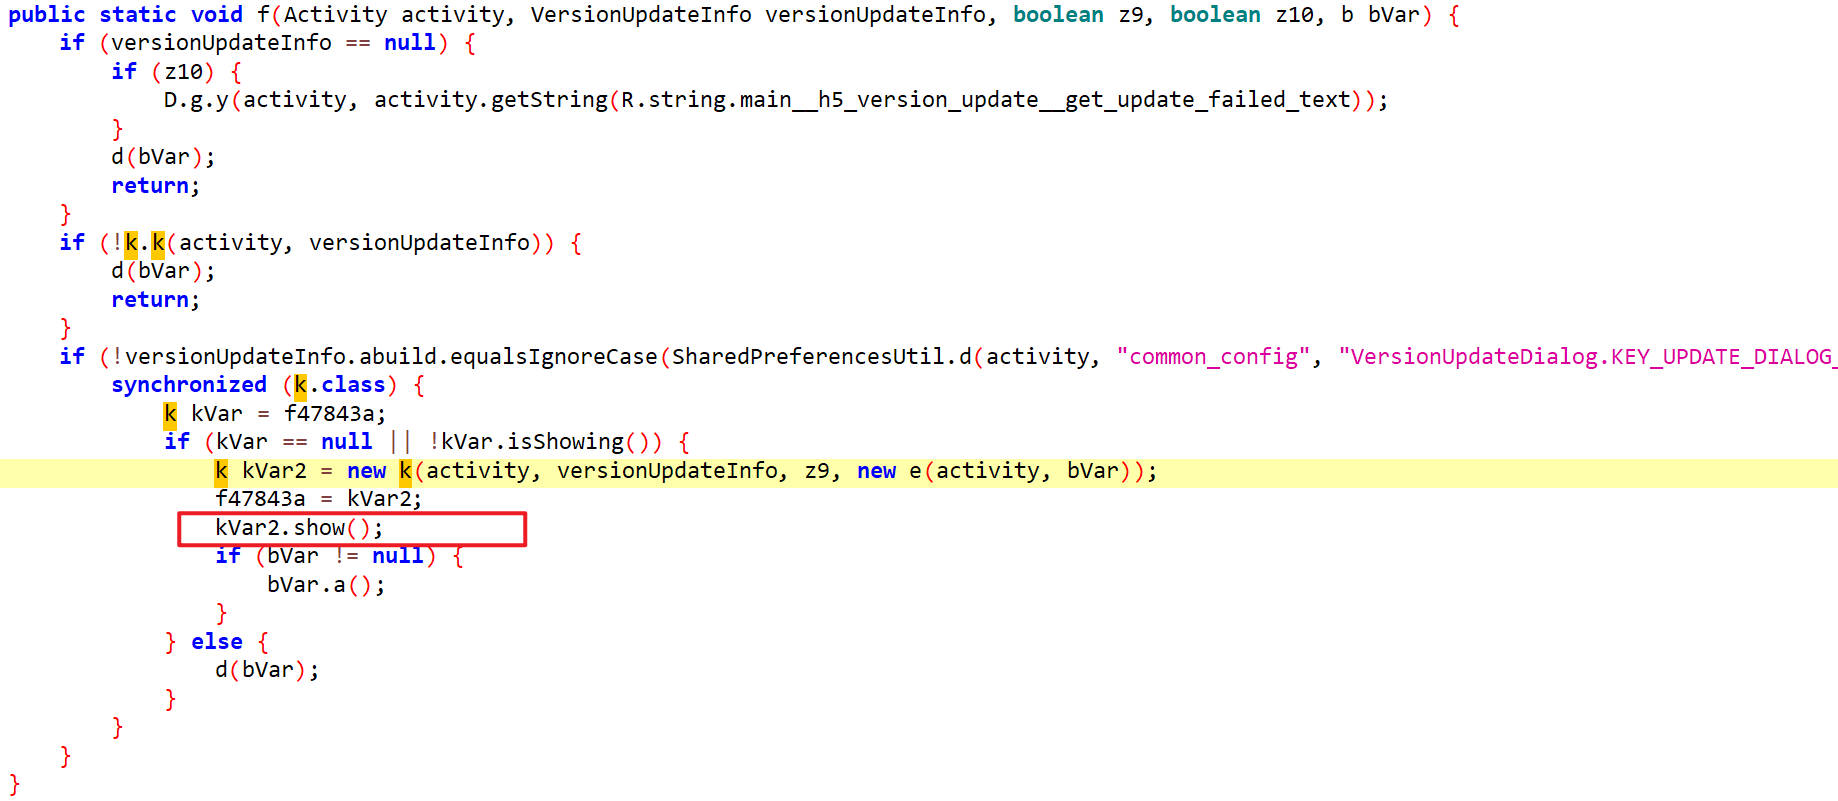 public static void f(Activity activity, VersionUpdateInfo versionUpdateInfo, boolean z9, boolean z10, b bVar) {
if (versionUpdateInfo == null) {
if (z10) {
D.g.y(activity, activity.getString(R.string.main__h5_version_update__get_update_failed_text));
}
d(bVar);
return;
}
if (!k.k(activity, versionUpdateInfo)) {
d(bVar);
return;
}
if (!versionUpdateInfo.abuild.equalsIgnoreCase(SharedPreferencesUtil.d(activity, "common_config", "VersionUpdateDialog.KEY_UPDATE_DIALOG_
synchronized (k.class) {
k kVar = f47843a;
if (kVar == null || !kVar.isShowing()) {
k kVar2 = new k(activity, versionUpdateInfo, z9, new e(activity, bVar));
f47843a = kVar2;
kVar2.show();
if (bVar != null) {
bVar.a();
}
} else {
d(bVar);
}
}
}
}